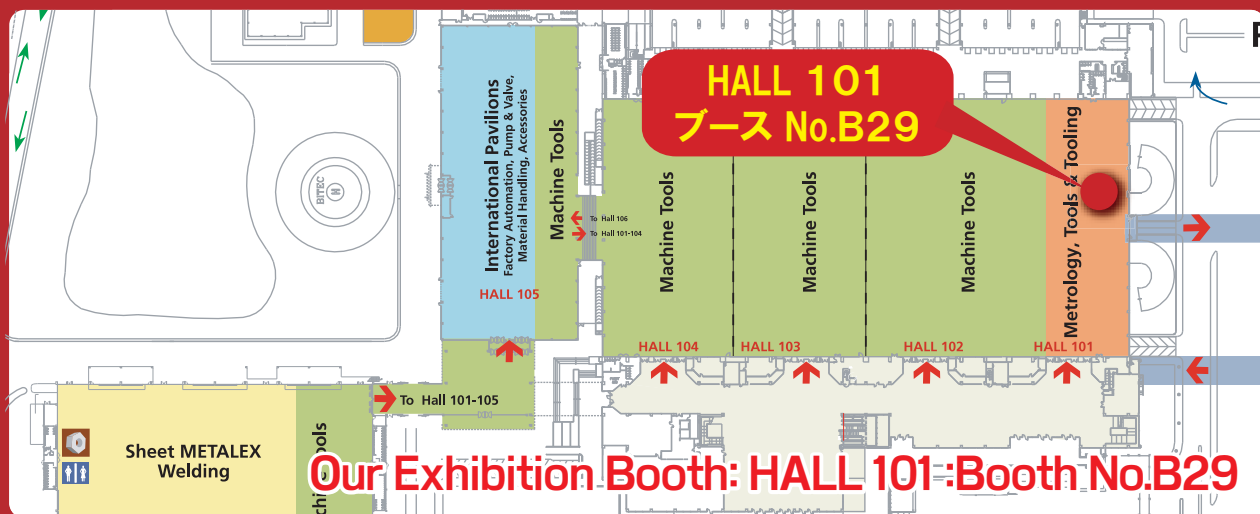 HALL 101
ブース No.B29
International Pavilions
Factory Automation, Pump & Valve,
Material Handling, Accessories
Machine Tools
HALL 105
To Hall 106
To Hall 101-104
Machine Tools
Machine Tools
Machine Tools
Metrology, Tools & Tooling
HALL 104
HALL 103
HALL 102
HALL 101
BITEC
H
To Hall 101-105
Sheet METALEX
Welding
Our Exhibition Booth: HALL 101:Booth No.B29